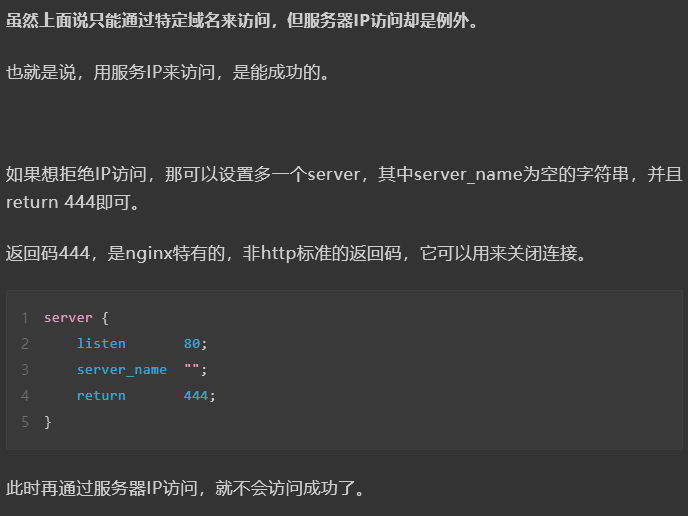 虽然上面说只能通过特定域名来访问，但服务器IP访问却是例外。
也就是说，用服务IP来访问，是能成功的。
如果想拒绝IP访问，那可以设置多一个server，其中server_name为空的字符串，并且
return 444即可。
返回码444，是nginx特有的，非http标准的返回码，它可以用来关闭连接。
1 server {
2     listen       80;
3     server_name  "";
4     return       444;
5 }
此时再通过服务器IP访问，就不会访问成功了。